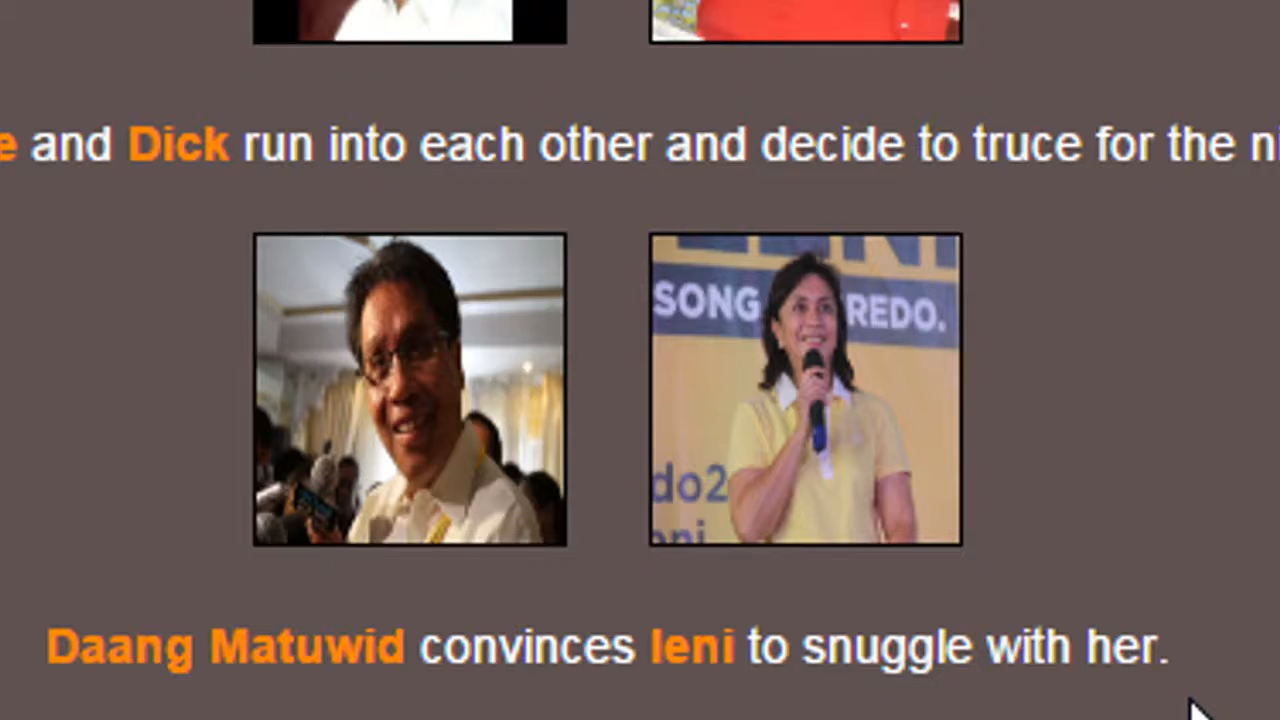 e and Dick run into each other and decide to truce for the n
SONG REDO.
do2
Daang Matuwid convinces leni to snuggle with her.